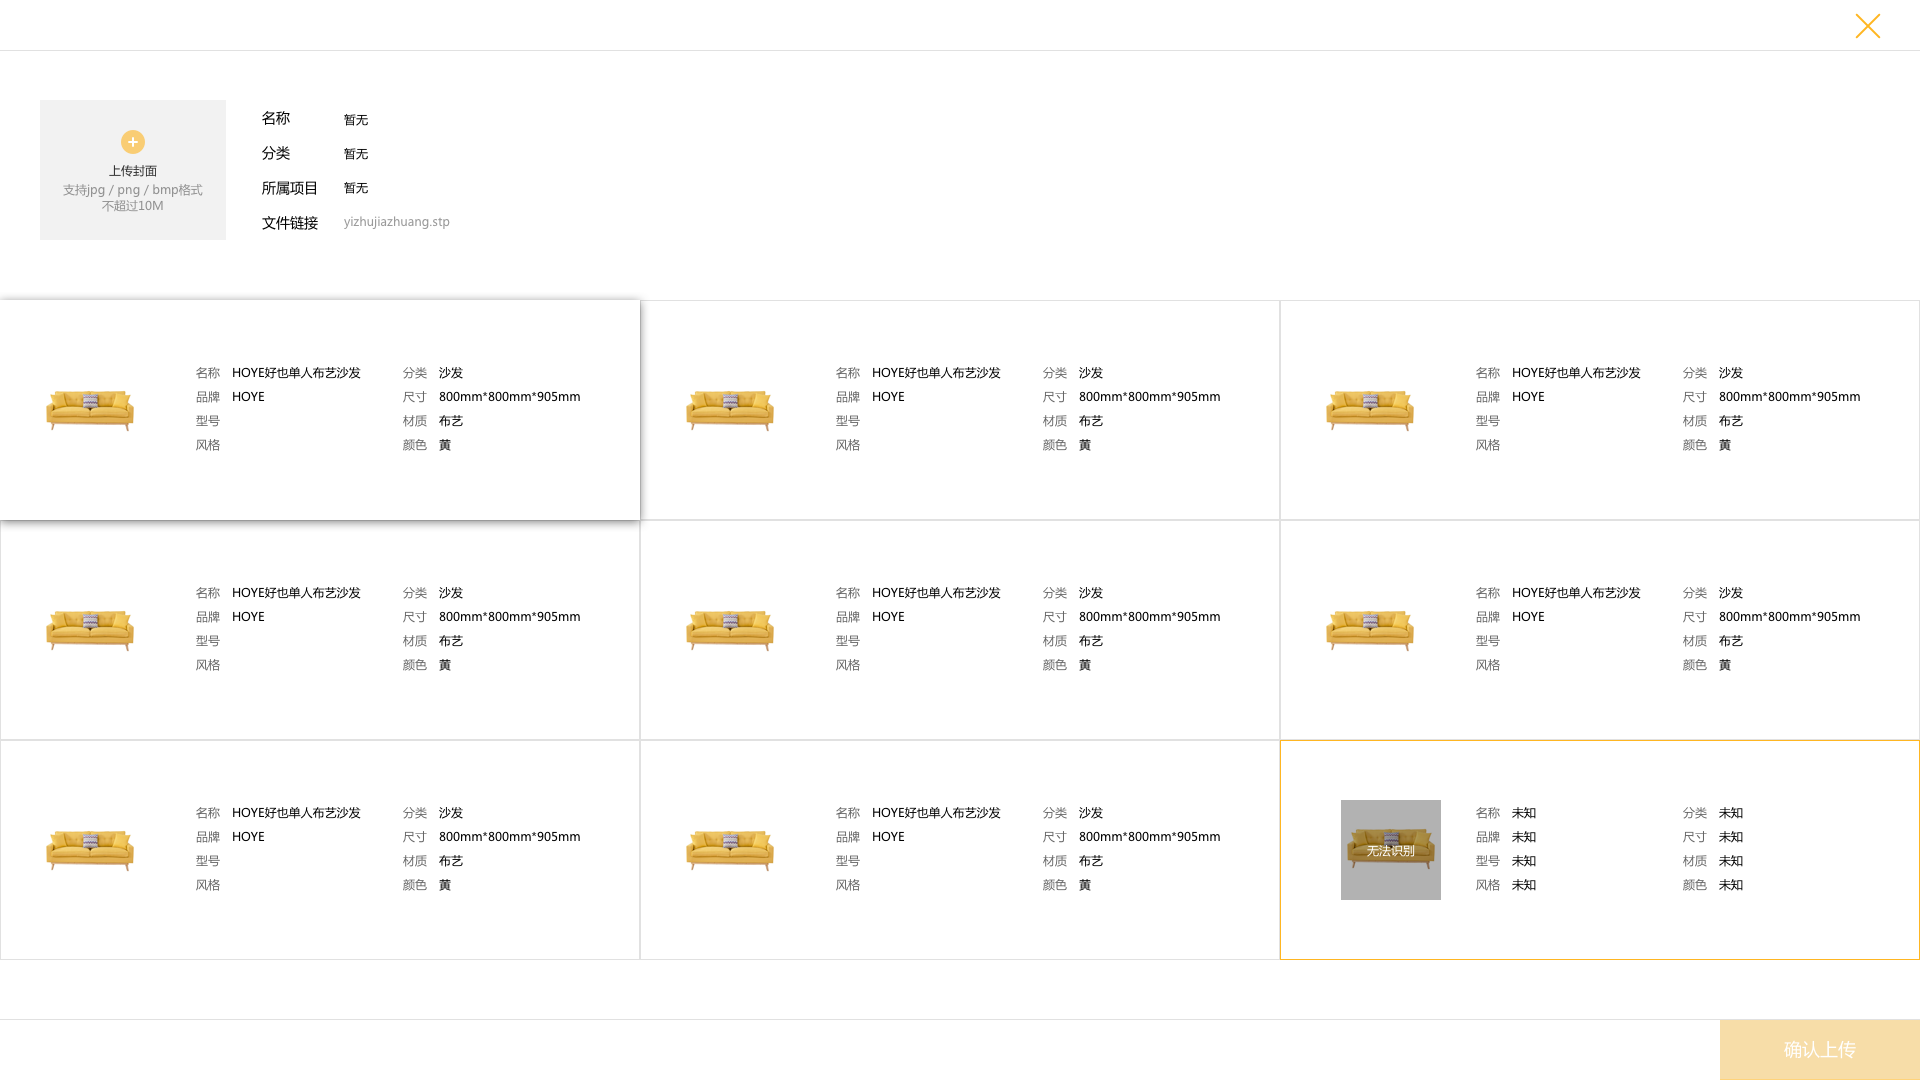 上传封面
支持jpg / png / bmp格式
不超过10M
名称 暂无
分类 暂无
所属项目 暂无
文件链接 yizhujiazhuang.stp
名称 HOYE好也单人布艺沙发 分类 沙发
品牌 HOYE 尺寸 800mm*800mm*905mm
型号 材质 布艺
风格 颜色 黄
名称 HOYE好也单人布艺沙发 分类 沙发
品牌 HOYE 尺寸 800mm*800mm*905mm
型号 材质 布艺
风格 颜色 黄
名称 HOYE好也单人布艺沙发 分类 沙发
品牌 HOYE 尺寸 800mm*800mm*905mm
型号 材质 布艺
风格 颜色 黄
名称 HOYE好也单人布艺沙发 分类 沙发
品牌 HOYE 尺寸 800mm*800mm*905mm
型号 材质 布艺
风格 颜色 黄
名称 HOYE好也单人布艺沙发 分类 沙发
品牌 HOYE 尺寸 800mm*800mm*905mm
型号 材质 布艺
风格 颜色 黄
名称 HOYE好也单人布艺沙发 分类 沙发
品牌 HOYE 尺寸 800mm*800mm*905mm
型号 材质 布艺
风格 颜色 黄
名称 HOYE好也单人布艺沙发 分类 沙发
品牌 HOYE 尺寸 800mm*800mm*905mm
型号 材质 布艺
风格 颜色 黄
名称 HOYE好也单人布艺沙发 分类 沙发
品牌 HOYE 尺寸 800mm*800mm*905mm
型号 材质 布艺
风格 颜色 黄
无法识别
名称 未知 分类 未知
品牌 未知 尺寸 未知
型号 未知 材质 未知
风格 未知 颜色 未知
确认上传